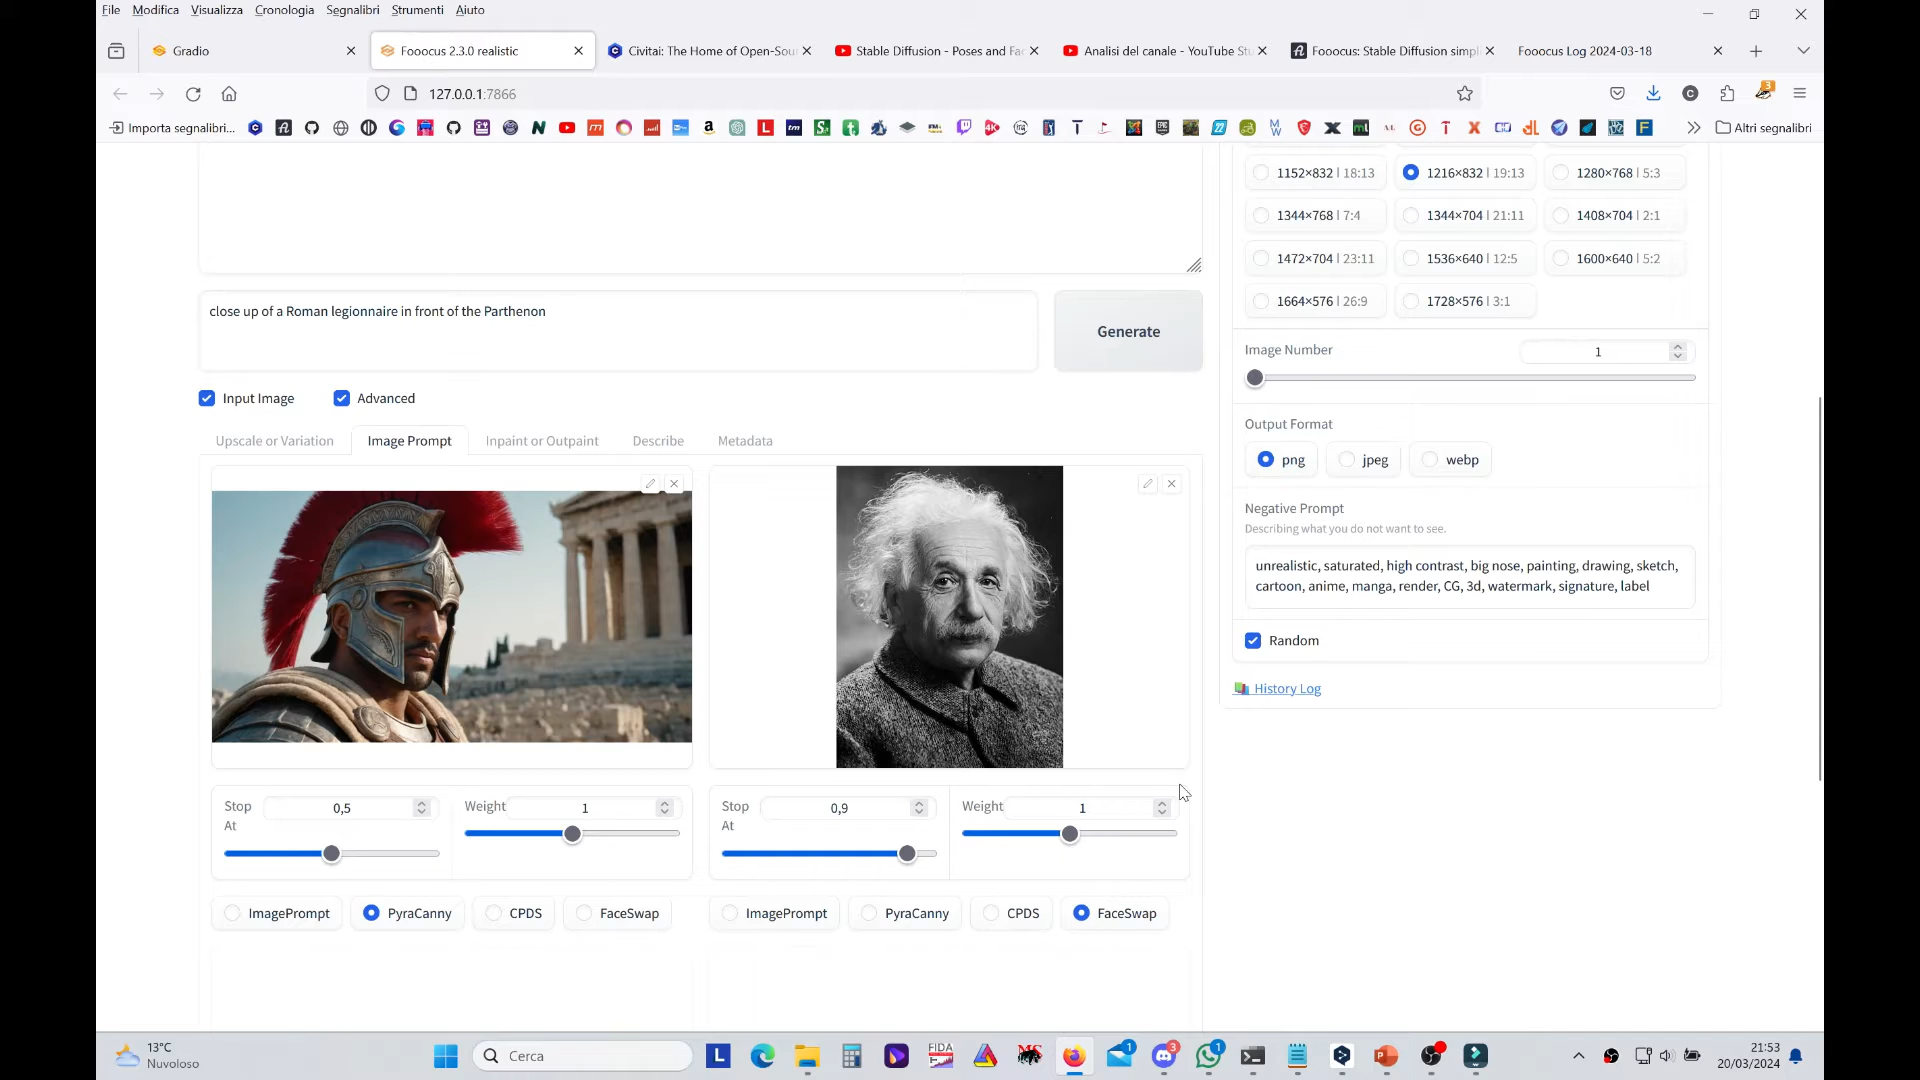 File Modifica Visualizza Cronologia Segnalibri Strumenti Aiuto
Gradio
Fooocus 2.3.0 realistic
Civitai: The Home of Open-Sou
Stable Diffusion - Poses and Fac
Analisi del canale - YouTube Stu
Fooocus: Stable Diffusion simpli
Fooocus Log 2024-03-18
127.0.0.1:7866
Importa segnalibri...
Altri segnalibri
1152×832 | 18:13
1216×832 | 19:13
1280×768 | 5:3
1344×768 | 7:4
1344×704 | 21:11
1408×704 | 2:1
1472×704 | 23:11
1536×640 | 12:5
1600×640 | 5:2
1664×576 | 26:9
1728×576 | 3:1
close up of a Roman legionnaire in front of the Parthenon
Generate
Image Number
1
Input Image
Advanced
Output Format
png
jpeg
webp
Upscale or Variation
Image Prompt
Inpaint or Outpaint
Describe
Metadata
Negative Prompt
Describing what you do not want to see.
unrealistic, saturated, high contrast, big nose, painting, drawing, sketch,
cartoon, anime, manga, render, CG, 3d, watermark, signature, label
Random
History Log
Stop At
0,5
Weight
1
Stop At
0,9
Weight
1
ImagePrompt
PyraCanny
CPDS
FaceSwap
ImagePrompt
PyraCanny
CPDS
FaceSwap
13°C
Nuvoloso
Cerca
FIDA
21:53
20/03/2024